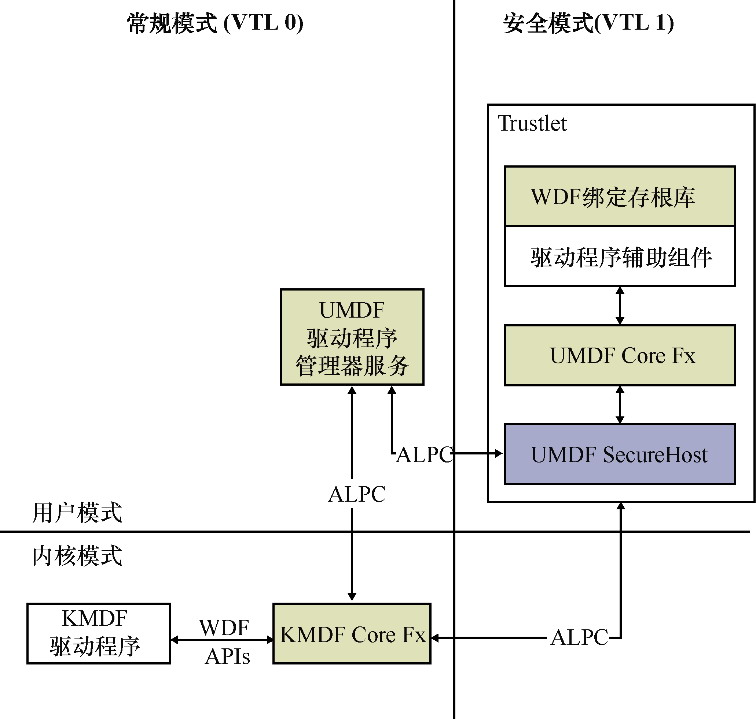 常规模式 (VTL 0)
安全模式(VTL 1)
Trustlet
WDF绑定存根库
驱动程序辅助组件
UMDF
驱动程序
管理器服务
UMDF Core Fx
ALPC
UMDF SecureHost
ALPC
用户模式
内核模式
KMDF
驱动程序
WDF
APIs
KMDF Core Fx
ALPC